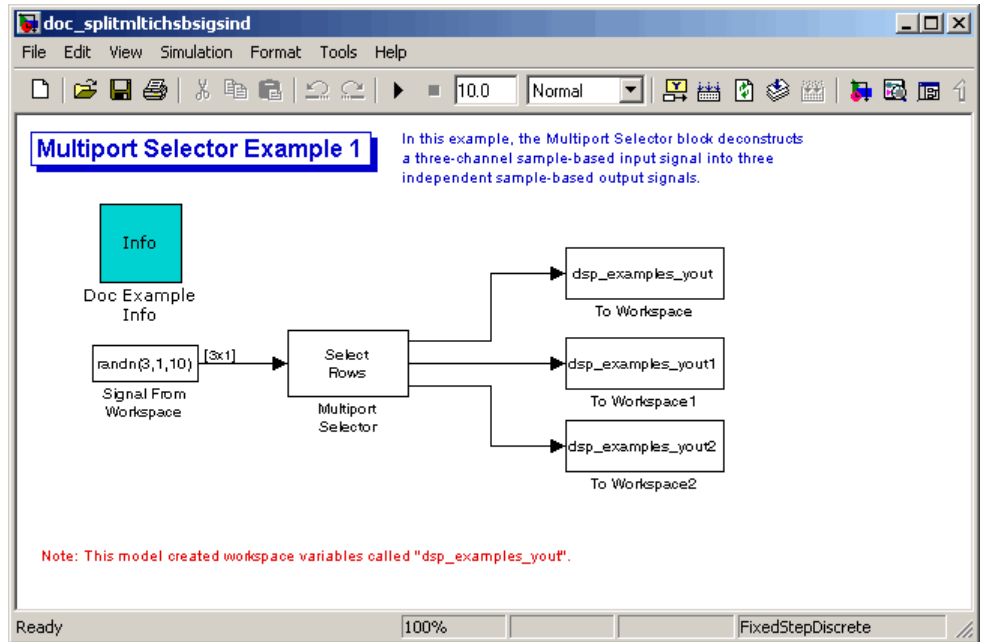 doc_splitmltichsbsigsind
File Edit View Simulation Format Tools Help
10.0 Normal
Multiport Selector Example 1
In this example, the Multiport Selector block deconstructs
a three-channel sample-based input signal into three
independent sample-based output signals.
Info
Doc Example
Info
randn(3,1,10)
[3x1]
Signal From
Workspace
Select
Rows
Multiport
Selector
dsp_examples_yout
To Workspace
dsp_examples_yout1
To Workspace1
dsp_examples_yout2
To Workspace2
Note: This model created workspace variables called "dsp_examples_yout".
Ready 100% FixedStepDiscrete